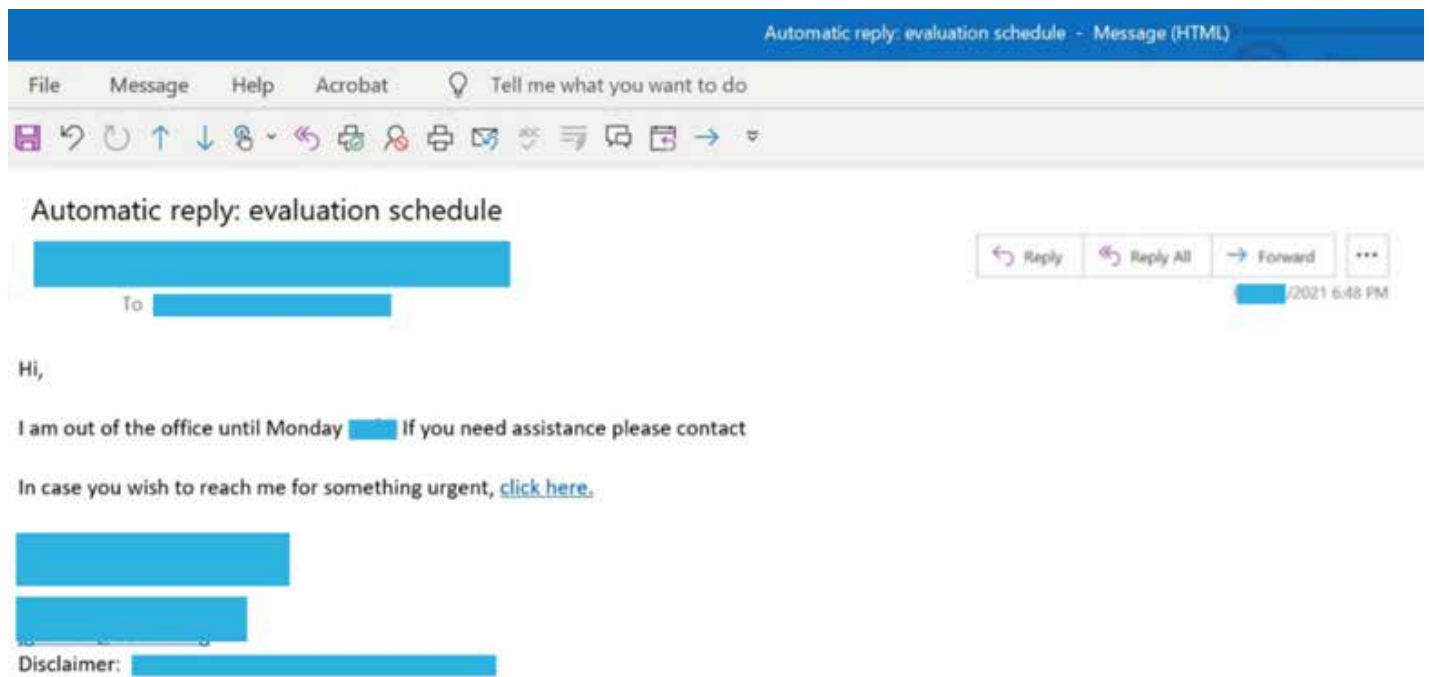 Automatic reply: evaluation schedule - Message (HTML)
File Message Help Acrobat Tell me what you want to do
abc
Automatic reply: evaluation schedule
Reply Reply All Forward ...
To
/2021 6:48 PM
Hi,
I am out of the office until Monday If you need assistance please contact
In case you wish to reach me for something urgent, click here.
Disclaimer: